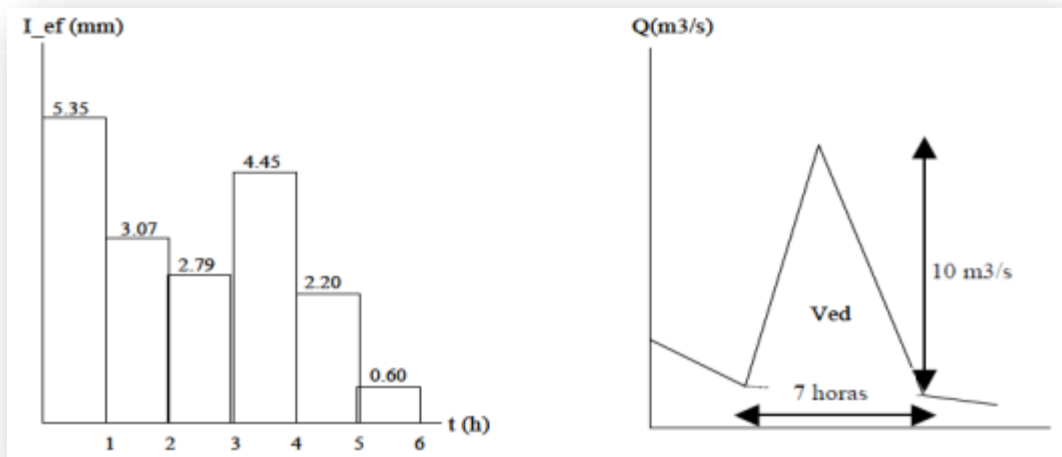 I_ef (mm)
5.35
3.07
2.79
4.45
2.20
0.60
t (h)
1 2 3 4 5 6
Q(m3/s)
10 m3/s
Ved
7 horas